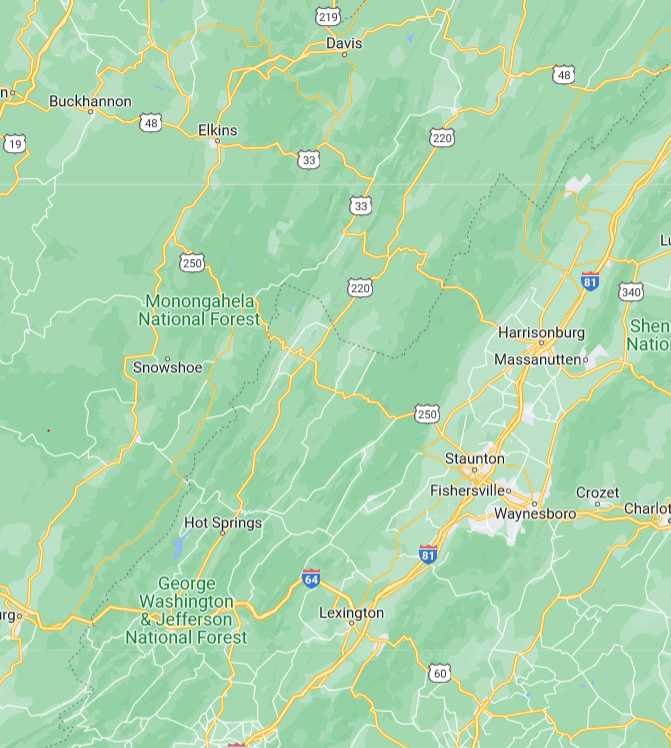 219
Davis
48
n
Buckhannon
48
Elkins
220
19
33
33
Lu
250
81
220
340
Monongahela
National Forest
Shen
Natio
Harrisonburg
Massanutten
Snowshoe
250
Staunton
Fishersville
Crozet
Waynesboro
Charlot
Hot Springs
81
64
George
Washington
& Jefferson
National Forest
Lexington
urg
60